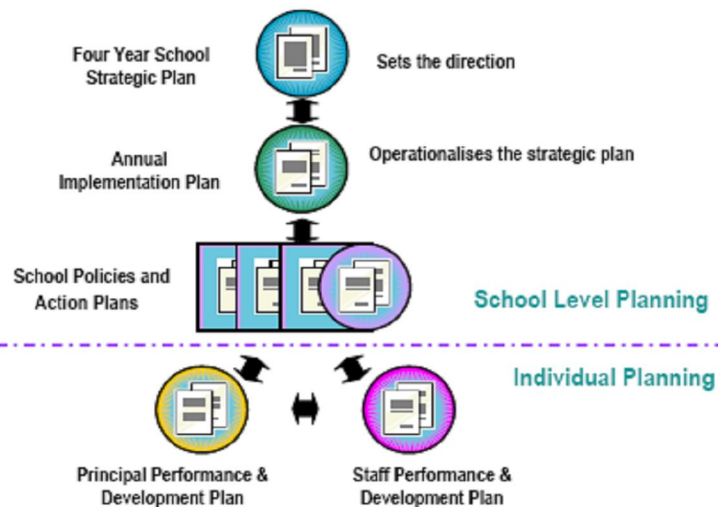 Four Year School
Strategic Plan
Sets the direction
Annual
Implementation Plan
Operationalises the strategic plan
School Policies and
Action Plans
School Level Planning
Individual Planning
Principal Performance &
Development Plan
Staff Performance &
Development Plan